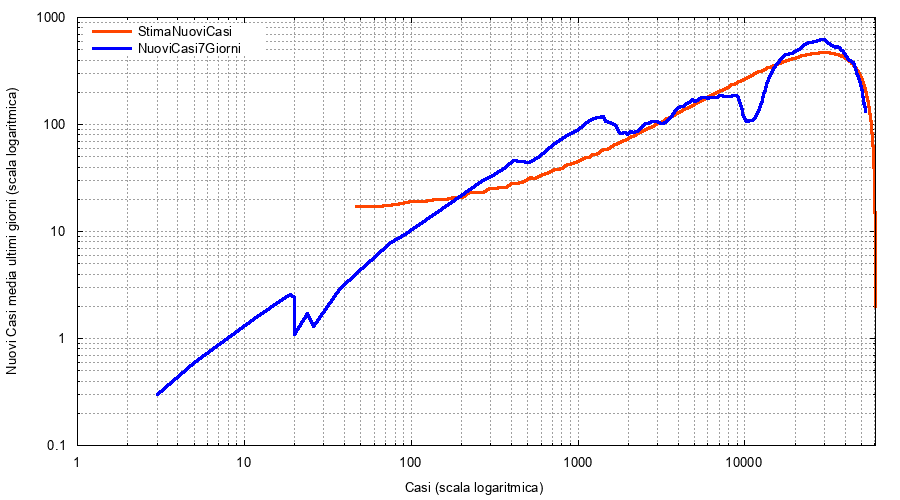 StimaNuoviCasi
NuoviCasi7Giorni
Nuovi Casi media ultimi giorni (scala logaritmica)
1000
100
10
1
0.1
1
10
100
1000
10000
Casi (scala logaritmica)